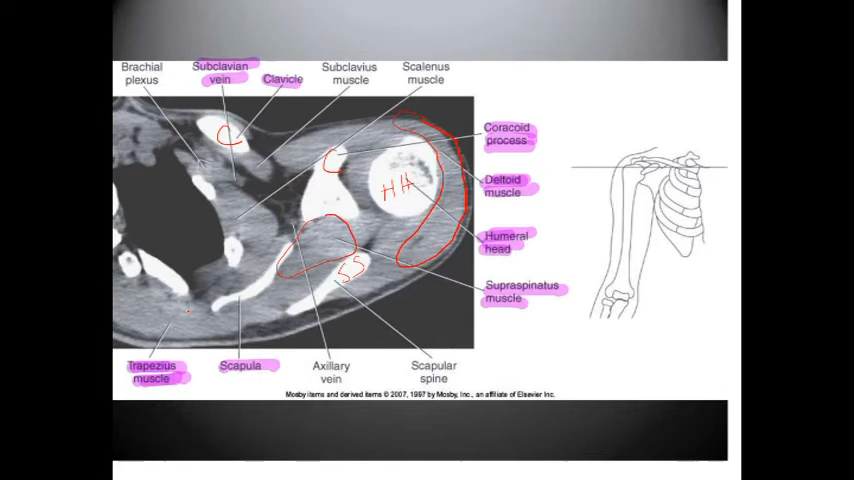 Brachial
plexus
Subclavian
vein
Clavicle
Subclavius
muscle
Scalenus
muscle
Coracoid
process
Deltoid
muscle
Humeral
head
Supraspinatus
muscle
C
C
HH
SS
Trapezius
muscle
Scapula
Axillary
vein
Scapular
spine
Mosby items and derived items © 2007, 1997 by Mosby, Inc., an affiliate of Elsevier Inc.